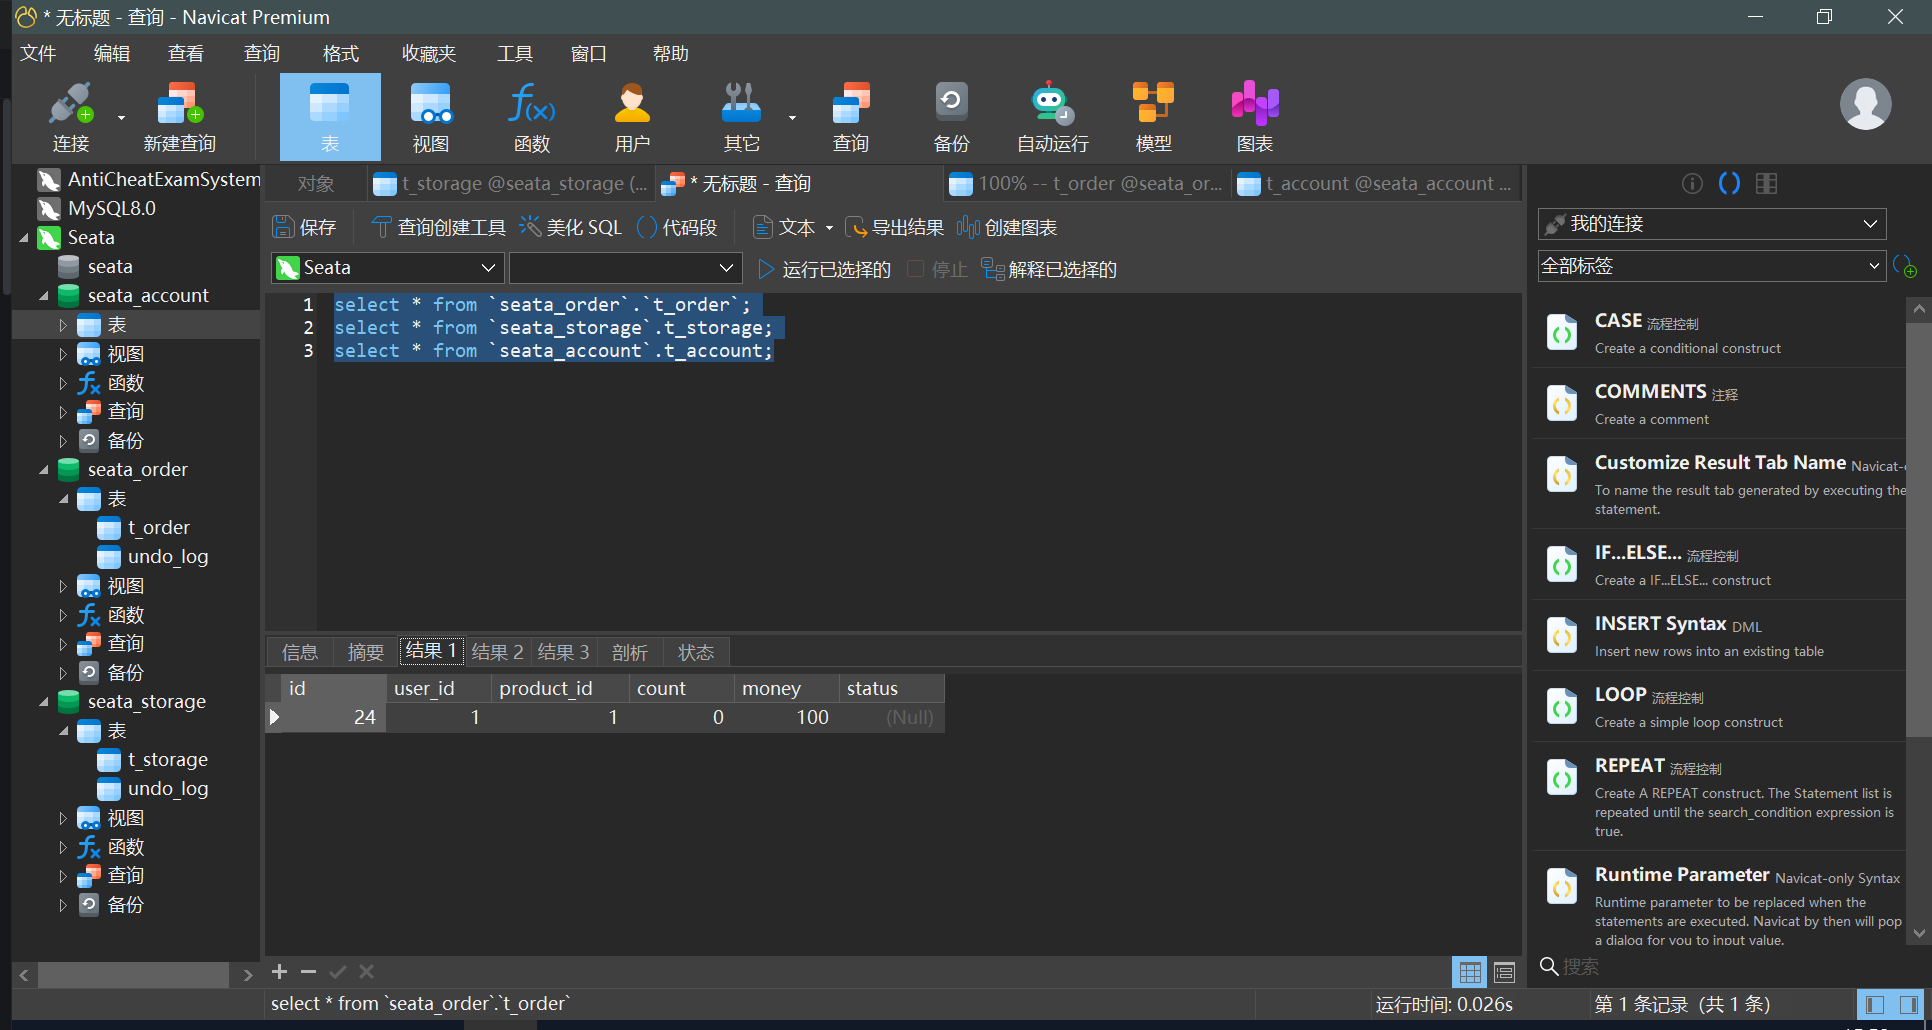 * 无标题 - 查询 - Navicat Premium
文件 编辑 查看 查询 格式 收藏夹 工具 窗口 帮助
连接 新建查询 表 视图 函数 用户 其它 查询 备份 自动运行 模型 图表
AntiCheatExamSystem
MySQL8.0
Seata
seata
seata_account
表
视图
函数
查询
备份
seata_order
表
t_order
undo_log
视图
函数
查询
备份
seata_storage
表
t_storage
undo_log
视图
函数
查询
备份
对象 t_storage @seata_storage (... * 无标题 - 查询 100% -- t_order @seata_or... t_account @seata_account ...
保存 查询创建工具 美化 SQL 代码段 文本 导出结果 创建图表
Seata 运行已选择的 停止 解释已选择的
1 select * from `seata_order`.`t_order`;
2 select * from `seata_storage`.t_storage;
3 select * from `seata_account`.t_account;
信息 摘要 结果 1 结果 2 结果 3 剖析 状态
id user_id product_id count money status
24 1 1 0 100 (Null)
select * from `seata_order`.`t_order`
运行时间: 0.026s
第 1 条记录 (共 1 条)
我的连接
全部标签
CASE 流程控制
Create a conditional construct
COMMENTS 注释
Create a comment
Customize Result Tab Name Navicat-
To name the result tab generated by executing the
statement.
IF...ELSE... 流程控制
Create a IF...ELSE... construct
INSERT Syntax DML
Insert new rows into an existing table
LOOP 流程控制
Create a simple loop construct
REPEAT 流程控制
Create A REPEAT construct. The Statement list is
repeated until the search_condition expression is
true.
Runtime Parameter Navicat-only Syntax
Runtime parameter to be replaced when the
statements are executed. Navicat by then will pop
a dialog for you to input value.
搜索